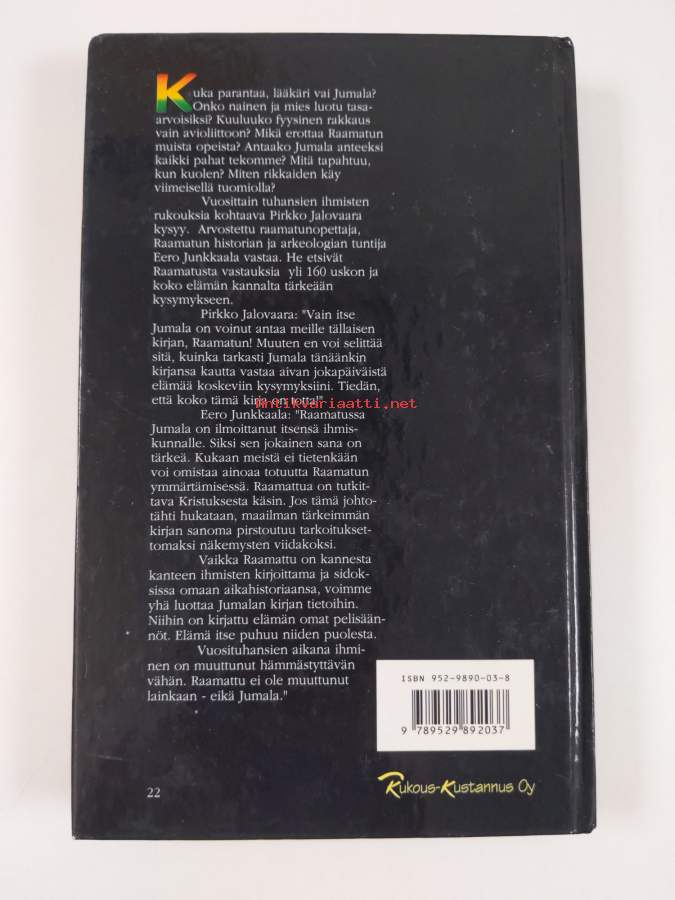 Kuka parantaa, lääkäri vai Jumala?
Onko nainen ja mies luotu tasa-
arvoisiksi? Kuuluuko fyysinen rakkaus
vain avioliittoon? Mikä erottaa Raamatun
muista opeista? Antaako Jumala anteeksi
kaikki pahat tekomme? Mitä tapahtuu,
kun kuolen? Miten rikkaiden käy
viimeisellä tuomiolla?
Vuosittain tuhansien ihmisten
rukouksia kohtaava Pirkko Jalovaara
kysyy. Arvostettu raamatunopettaja,
Raamatun historian ja arkeologian tuntija
Eero Junkkaala vastaa. He etsivät
Raamatusta vastauksia yli 160 uskon ja
koko elämän kannalta tärkeään
kysymykseen.
Pirkko Jalovaara: "Vain itse
Jumala on voinut antaa meille tällaisen
kirjan, Raamatun! Muuten en voi selittää
sitä, kuinka tarkasti Jumala tänäänkin
kirjansa kautta vastaa aivan jokapäiväistä
elämää koskeviin kysymyksiini. Tiedän,
että koko tämä kirja on totta!"
Antikvariaatti.net
Eero Junkkaala: "Raamatussa
Jumala on ilmoittanut itsensä ihmis-
kunnalle. Siksi sen jokainen sana on
tärkeä. Kukaan meistä ei tietenkään
voi omistaa ainoaa totuutta Raamatun
ymmärtämisessä. Raamattua on tutkit-
tava Kristuksesta käsin. Jos tämä johto-
tähti hukataan, maailman tärkeimmän
kirjan sanoma pirstoutuu tarkoitukset-
tomaksi näkemysten viidakoksi.
Vaikka Raamattu on kannesta
kanteen ihmisten kirjoittama ja sidok-
sissa omaan aikahistoriaansa, voimme
yhä luottaa Jumalan kirjan tietoihin.
Niihin on kirjattu elämän omat pelisään-
nöt. Elämä itse puhuu niiden puolesta.
Vuosituhansien aikana ihmi-
nen on muuttunut hämmästyttävän
vähän. Raamattu ei ole muuttunut
lainkaan - eikä Jumala."
ISBN 952-9890-03-8
9 789529 892037
22
Rukous-Kustannus Oy